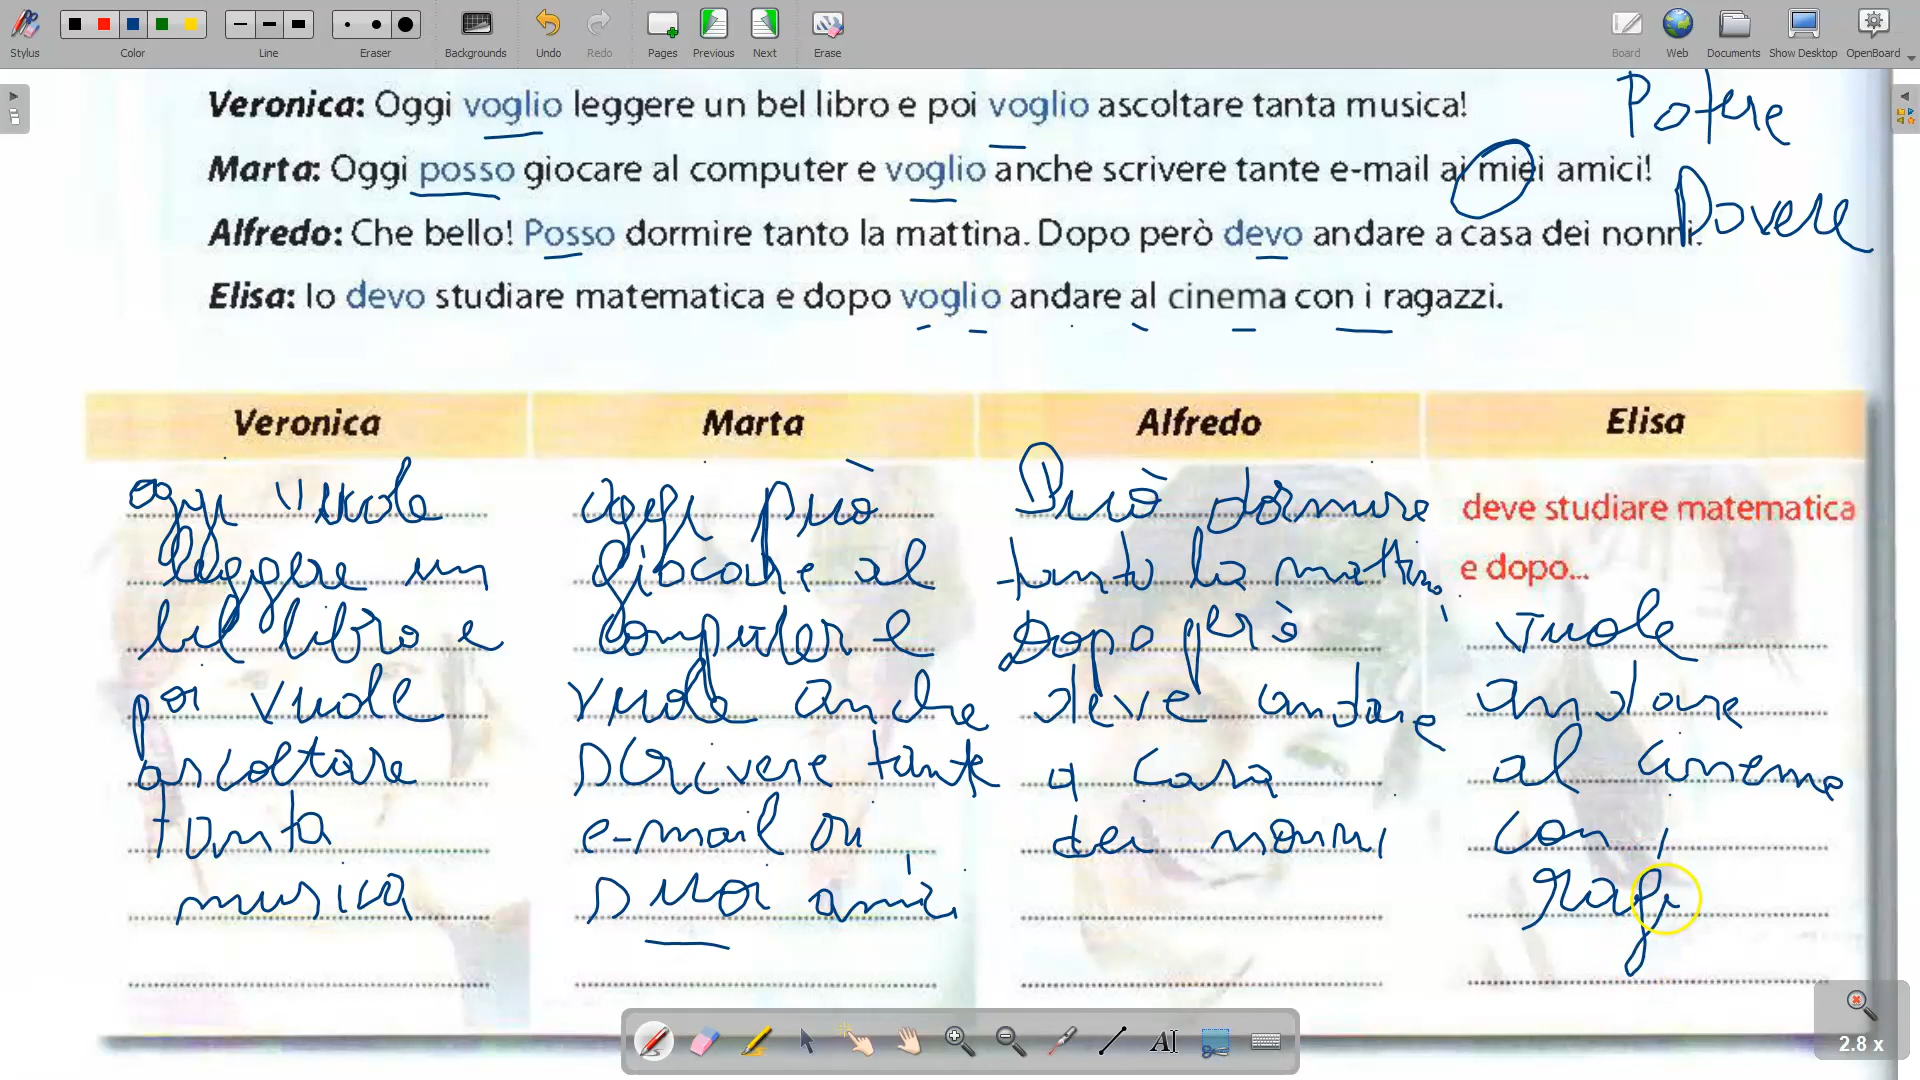 Stylus
Color
Line
Eraser
Backgrounds
Undo
Redo
Pages
Previous
Next
Erase
Board
Web
Documents
Show Desktop
OpenBoard
Veronica: Oggi voglio leggere un bel libro e poi voglio ascoltare tanta musica!
Potere
Marta: Oggi posso giocare al computer e voglio anche scrivere tante e-mail ai miei amici!
Dovere
Alfredo: Che bello! Posso dormire tanto la mattina. Dopo però devo andare a casa dei nonni.
Elisa: Io devo studiare matematica e dopo voglio andare al cinema con i ragazzi.
Veronica
oggi vuole
leggere un
bel libro e
poi vuole
ascoltare
tanta
musica
Marta
oggi può
giocare al
computer e
vuole anche
scrivere tante
e-mail ai
suoi amici
Alfredo
Può dormire
tanto la mattina
Dopo però
deve andare
a casa
dei nonni
Elisa
deve studiare matematica
e dopo...
vuole
andare
al cinema
con i
rag
2.8 x